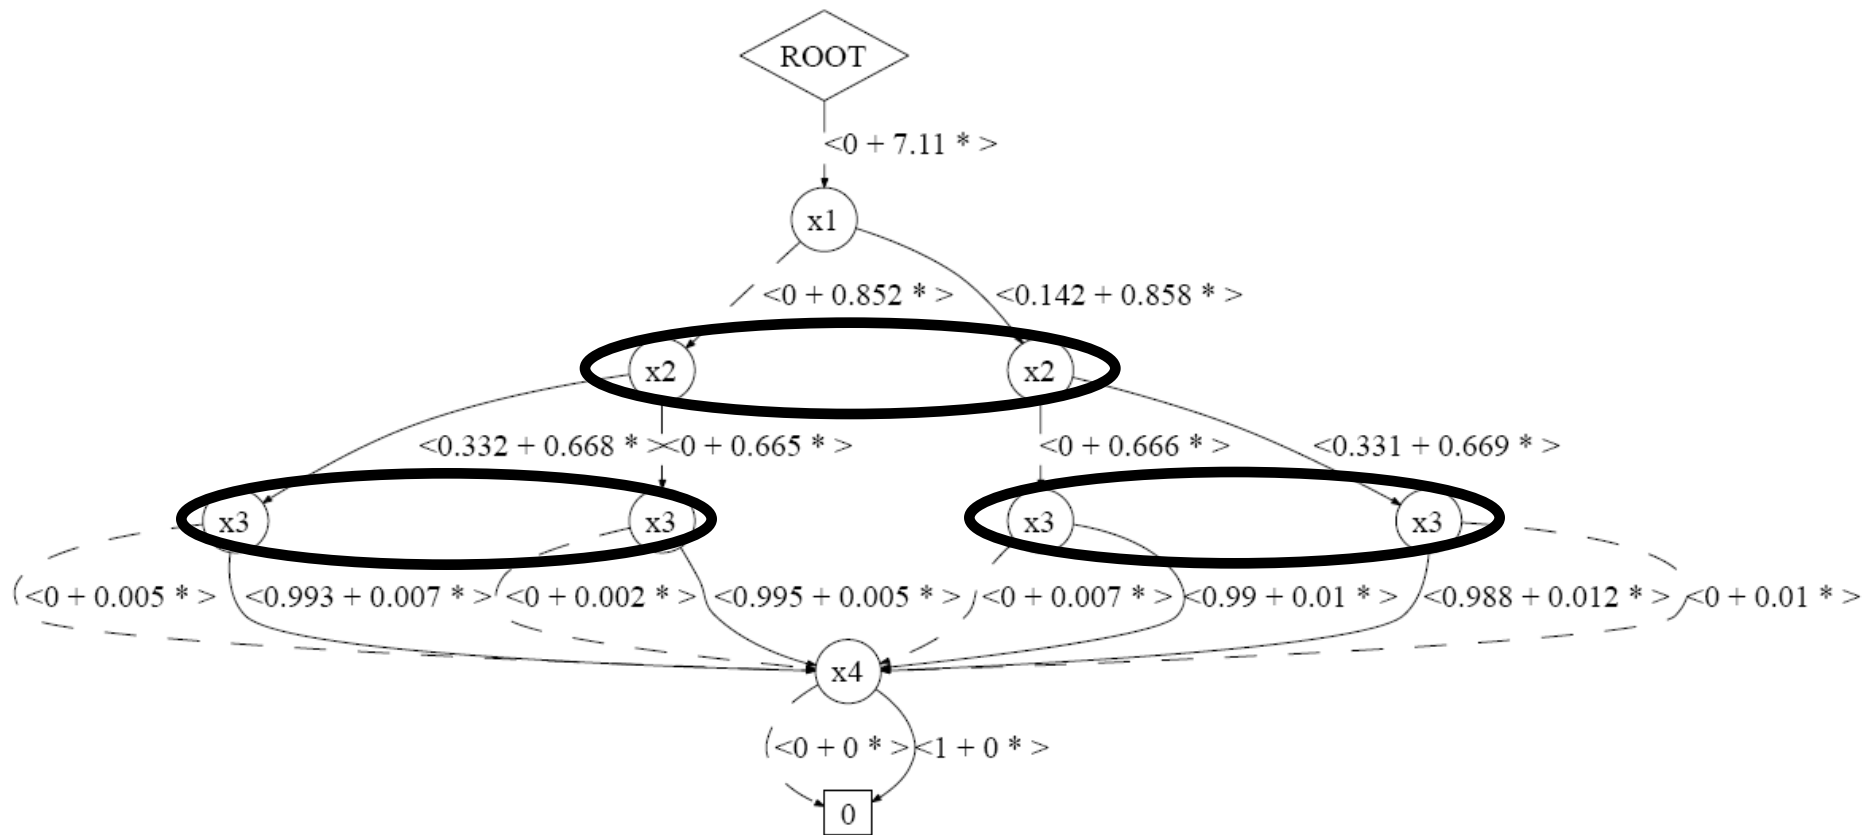 ROOT
<0 + 7.11 * >
x1
<0 + 0.852 * > <0.142 + 0.858 * >
x2 x2
<0.332 + 0.668 * > <0 + 0.665 * > <0 + 0.666 * > <0.331 + 0.669 * >
x3 x3 x3 x3
<0 + 0.005 * > <0.993 + 0.007 * > <0 + 0.002 * > <0.995 + 0.005 * > <0 + 0.007 * > <0.99 + 0.01 * > <0.988 + 0.012 * > <0 + 0.01 * >
x4
<0 + 0 * > <1 + 0 * >
0